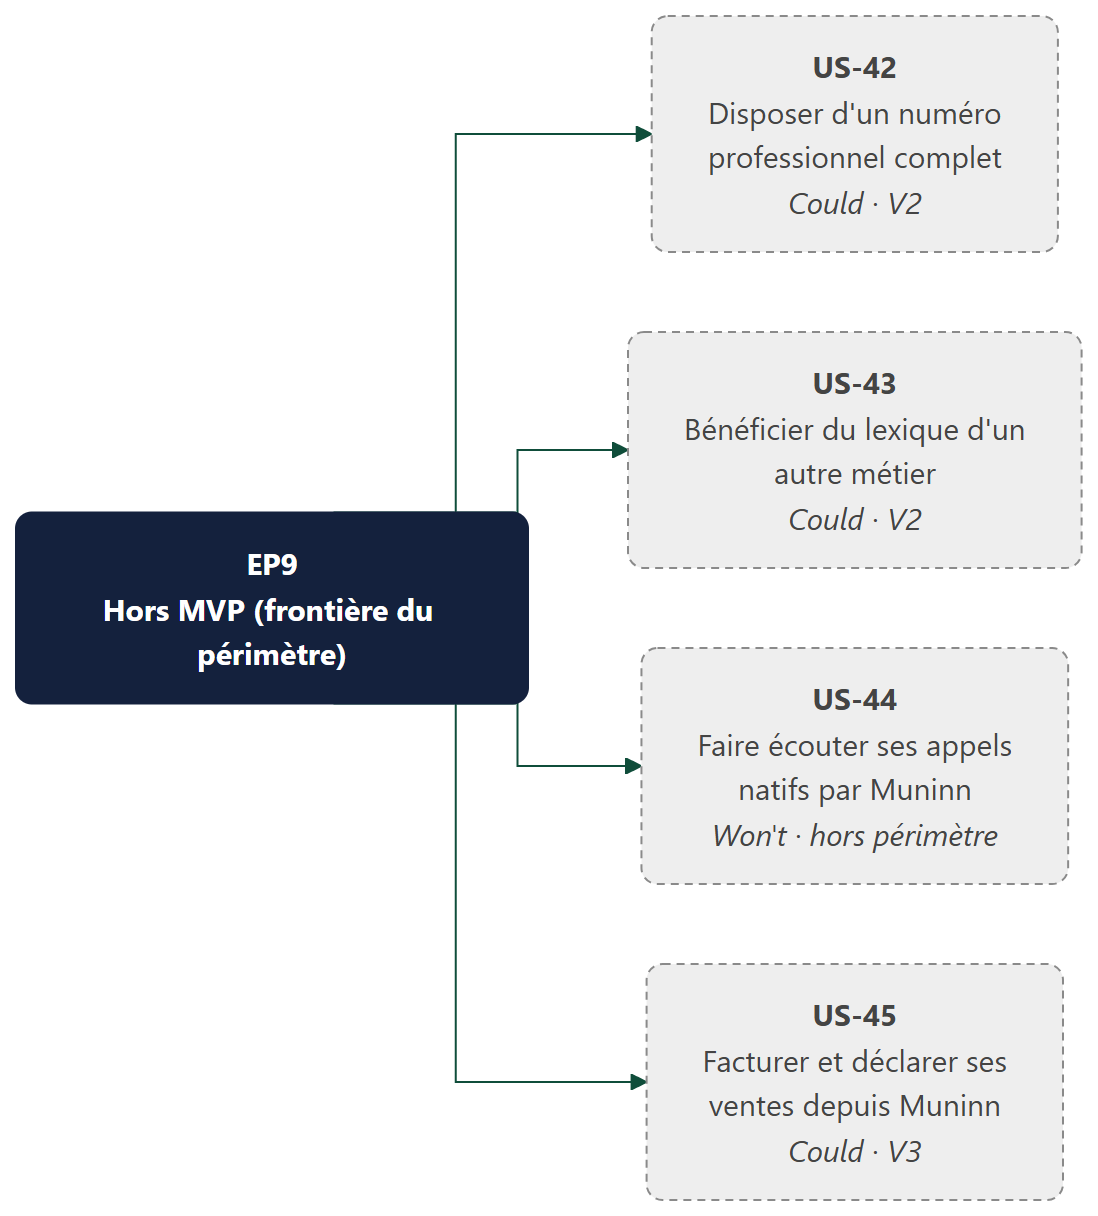 US-42
Disposer d'un numéro
professionnel complet
Could · V2
US-43
Bénéficier du lexique d'un
autre métier
Could · V2
EP9
Hors MVP (frontière du
périmètre)
US-44
Faire écouter ses appels
natifs par Muninn
Won't · hors périmètre
US-45
Facturer et déclarer ses
ventes depuis Muninn
Could · V3